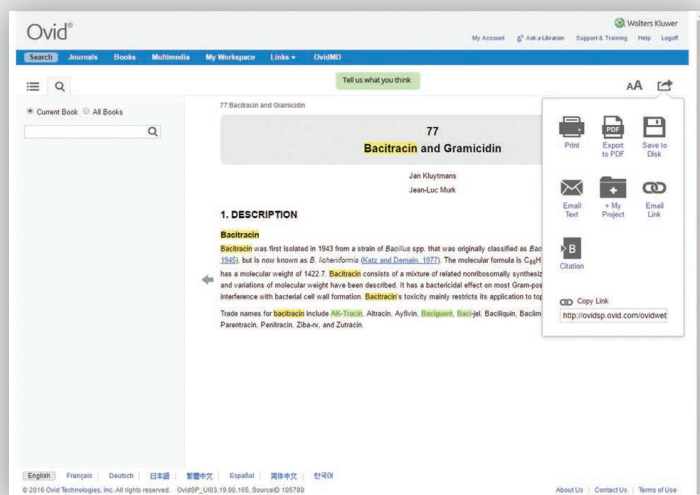 Ovid®
Wolters Kluwer
My Account Ask a Librarian Support & Training Help Logoff
Search Journals Books Multimedia My Workspace Links OvidMD
Tell us what you think
AA
Current Book All Books
77.Bacitracin and Gramicidin
77
Bacitracin and Gramicidin
Jan Kluytmans
Jean-Luc Murk
1. DESCRIPTION
Bacitracin
Bacitracin was first isolated in 1943 from a strain of Bacillus spp. that was originally classified as Bac
1945), but is now known as B. licheniformis (Katz and Demain, 1977). The molecular formula is C₆₆H
has a molecular weight of 1422.7. Bacitracin consists of a mixture of related nonribosomally synthesiz
and variations of molecular weight have been described. It has a bactericidal effect on most Gram-pos
interference with bacterial cell wall formation. Bacitracin's toxicity mainly restricts its application to top
Trade names for bacitracin include AK-Tracin, Altracin, Ayfivin, Baciguent, Baci-jel, Baciliquin, Baciim
Parentracin, Penitracin, Ziba-rx, and Zutracin.
Print
Export to PDF
PDF
Save to Disk
Email Text
+ My Project
Email Link
B
Citation
Copy Link
http://ovidsp.ovid.com/ovidwet
English Français Deutsch 日本語 繁體中文 Español 简体中文 한국어
© 2016 Ovid Technologies, Inc. All rights reserved. OvidSP_UI03.19.00.165, SourceID 105780
About Us Contact Us Terms of Use